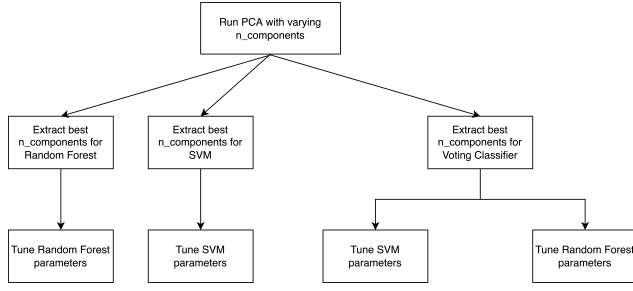 Run PCA with varying
n_components
Extract best
n_components for
Random Forest
Extract best
n_components for
SVM
Extract best
n_components for
Voting Classifier
Tune Random Forest
parameters
Tune SVM
parameters
Tune SVM
parameters
Tune Random Forest
parameters